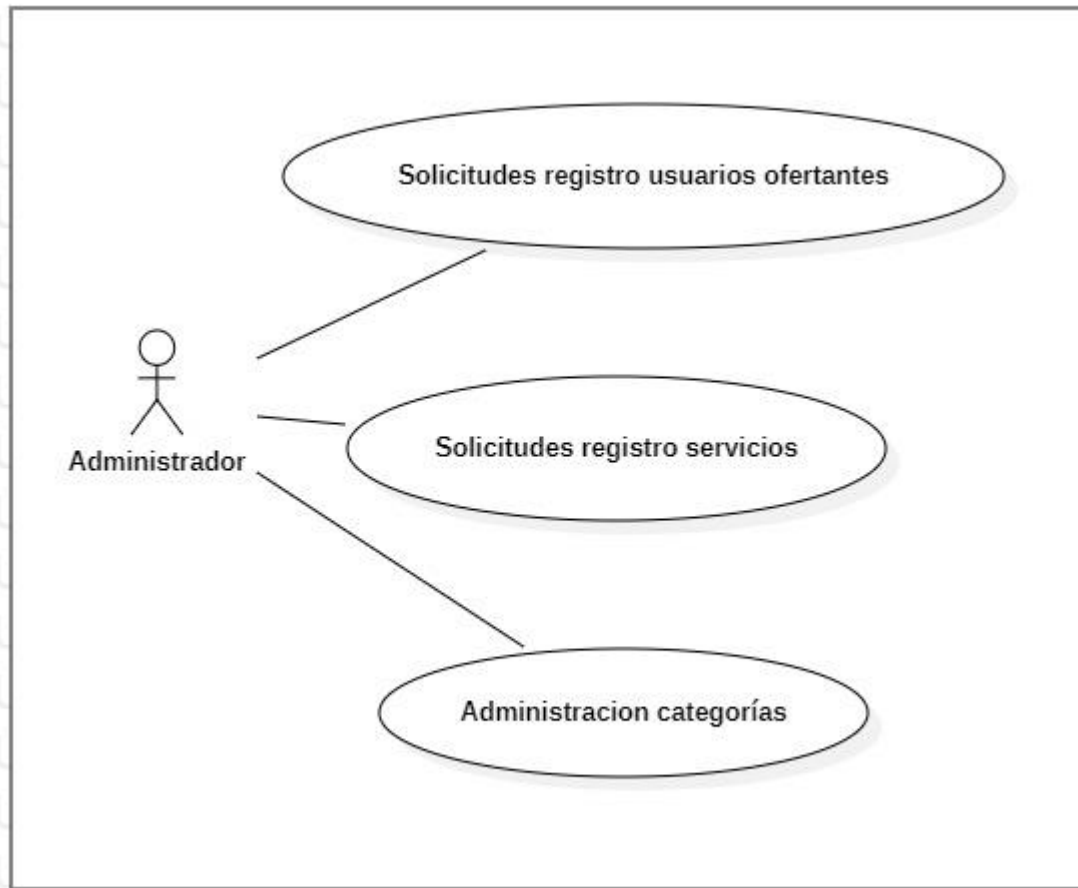 Solicitudes registro usuarios ofertantes
Solicitudes registro servicios
Administrador
Administracion categorías